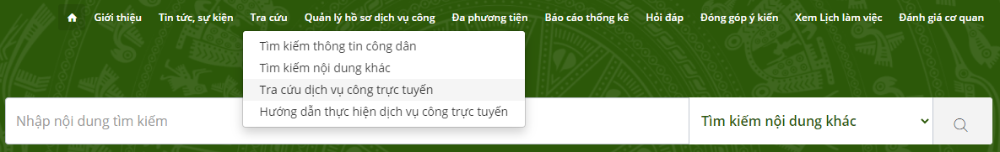 Giới thiệu Tin tức, sự kiện Tra cứu Quản lý hồ sơ dịch vụ công Đa phương tiện Báo cáo thống kê Hỏi đáp Đóng góp ý kiến Xem Lịch làm việc Đánh giá cơ quan
Tìm kiếm thông tin công dân
Tìm kiếm nội dung khác
Tra cứu dịch vụ công trực tuyến
Hướng dẫn thực hiện dịch vụ công trực tuyến
Nhập nội dung tìm kiếm Tìm kiếm nội dung khác